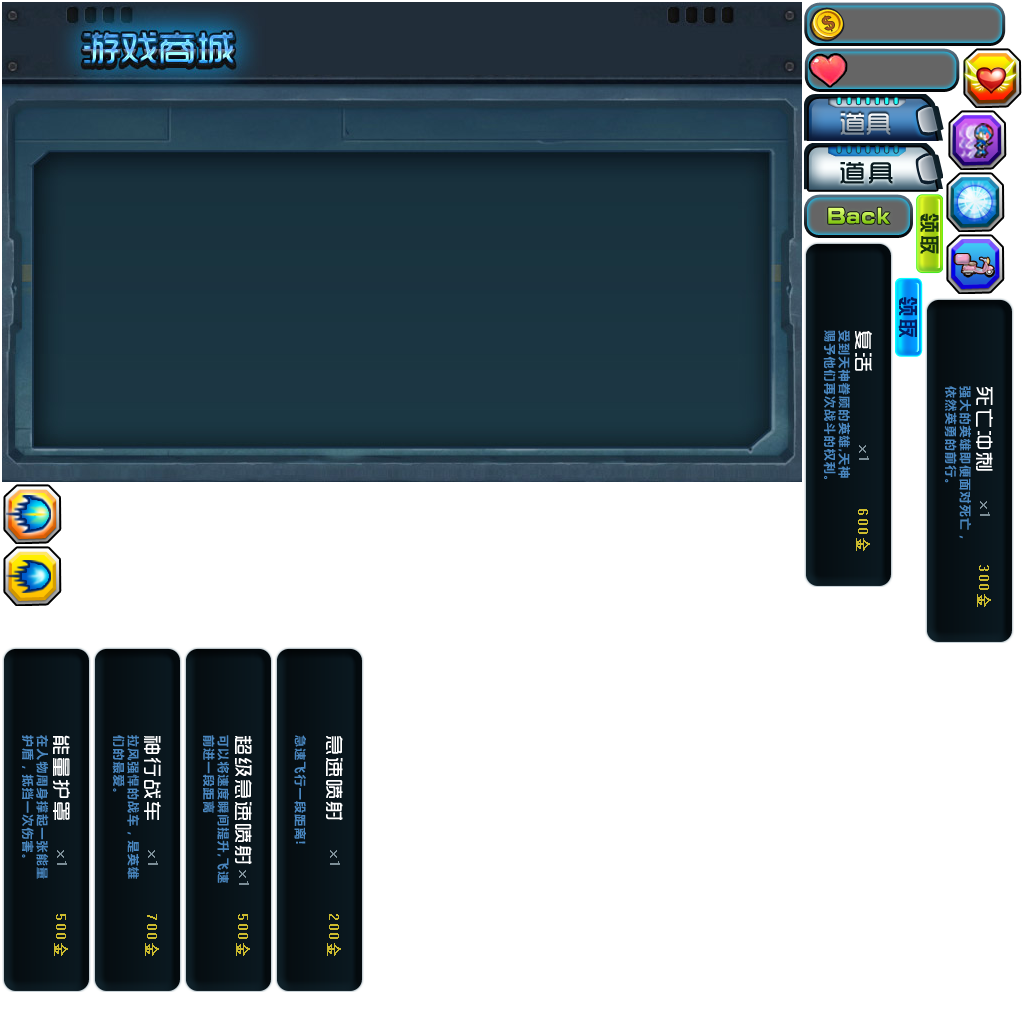 游戏商城
道具
道具
Back
领取
领取
复活
×1
600金
受到天神眷顾的英雄,天神
赐予他们再次战斗的权利。
死亡冲刺
×1
300金
强大的英雄即便面对死亡，
依然英勇的前行。
能量护罩
×1
500金
在人物周身撑起一张能量
护盾，抵挡一次伤害。
神行战车
×1
700金
拉风强悍的战车，是英雄
们的最爱。
超级急速喷射
×1
500金
可以将速度瞬间提升,飞速
前进一段距离
急速喷射
×1
200金
急速飞行一段距离!